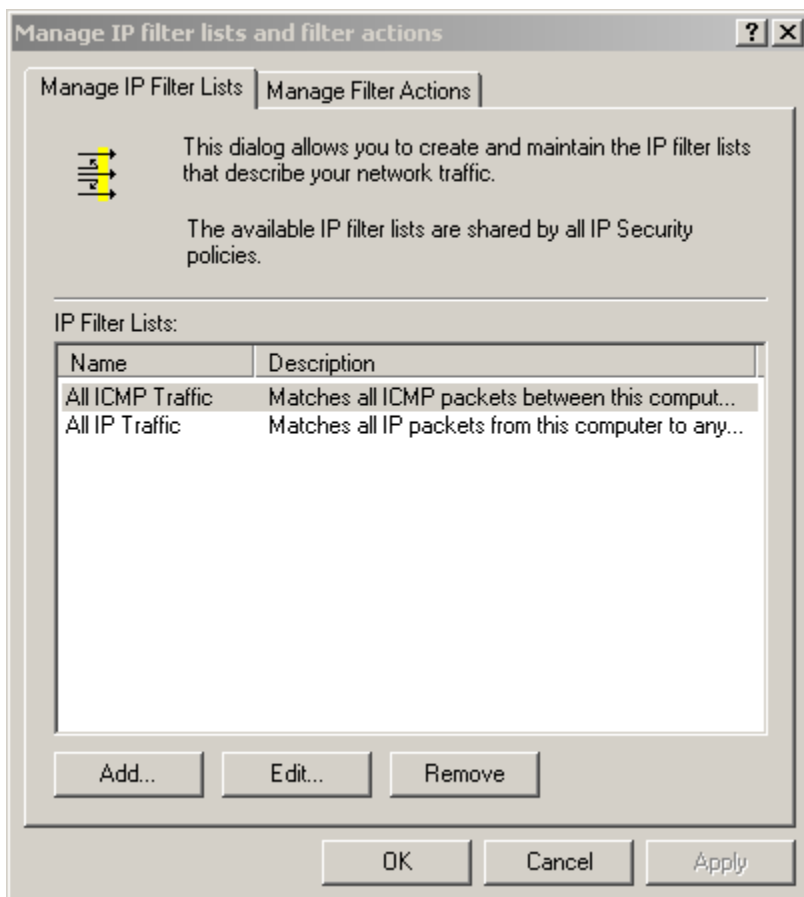 Manage IP filter lists and filter actions
Manage IP Filter Lists
Manage Filter Actions
This dialog allows you to create and maintain the IP filter lists
that describe your network traffic.
The available IP filter lists are shared by all IP Security
policies.
IP Filter Lists:
Name Description
All ICMP Traffic Matches all ICMP packets between this comput...
All IP Traffic Matches all IP packets from this computer to any...
Add... Edit... Remove
OK Cancel Apply